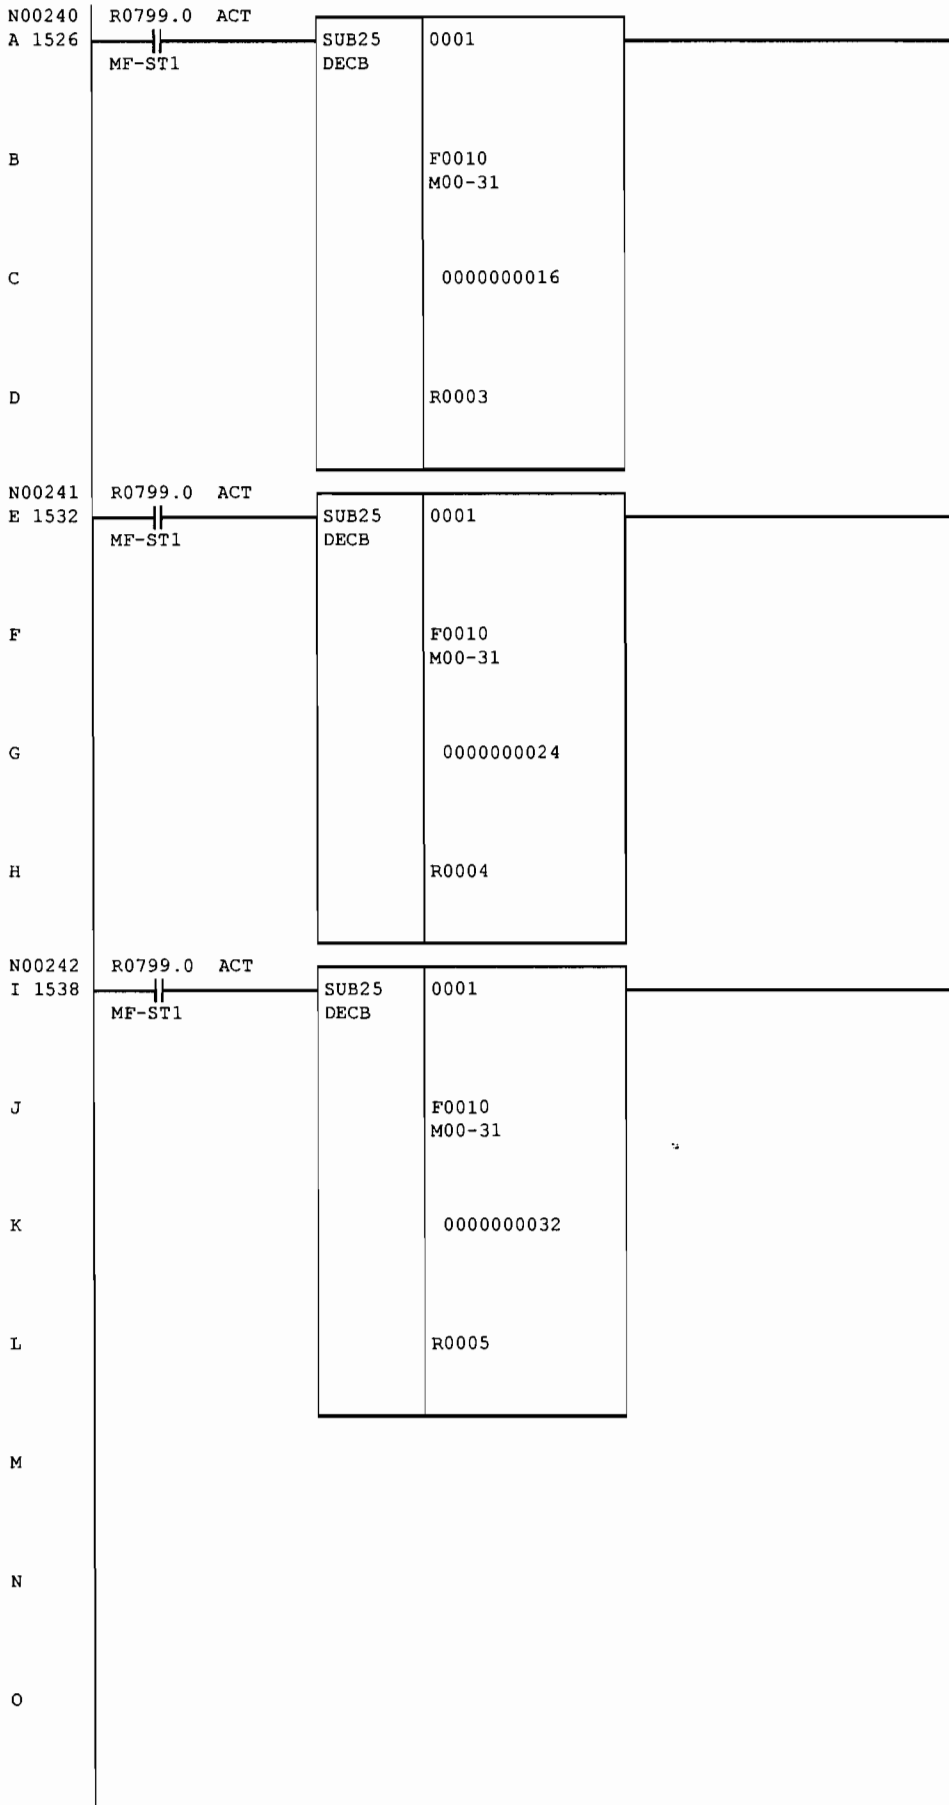 N00240 R0799.0 ACT
A 1526 SUB25 0001
MF-ST1 DECB
B F0010
M00-31
C 0000000016
D R0003
N00241 R0799.0 ACT
E 1532 SUB25 0001
MF-ST1 DECB
F F0010
M00-31
G 0000000024
H R0004
N00242 R0799.0 ACT
I 1538 SUB25 0001
MF-ST1 DECB
J F0010
M00-31
K 0000000032
L R0005
M
N
O